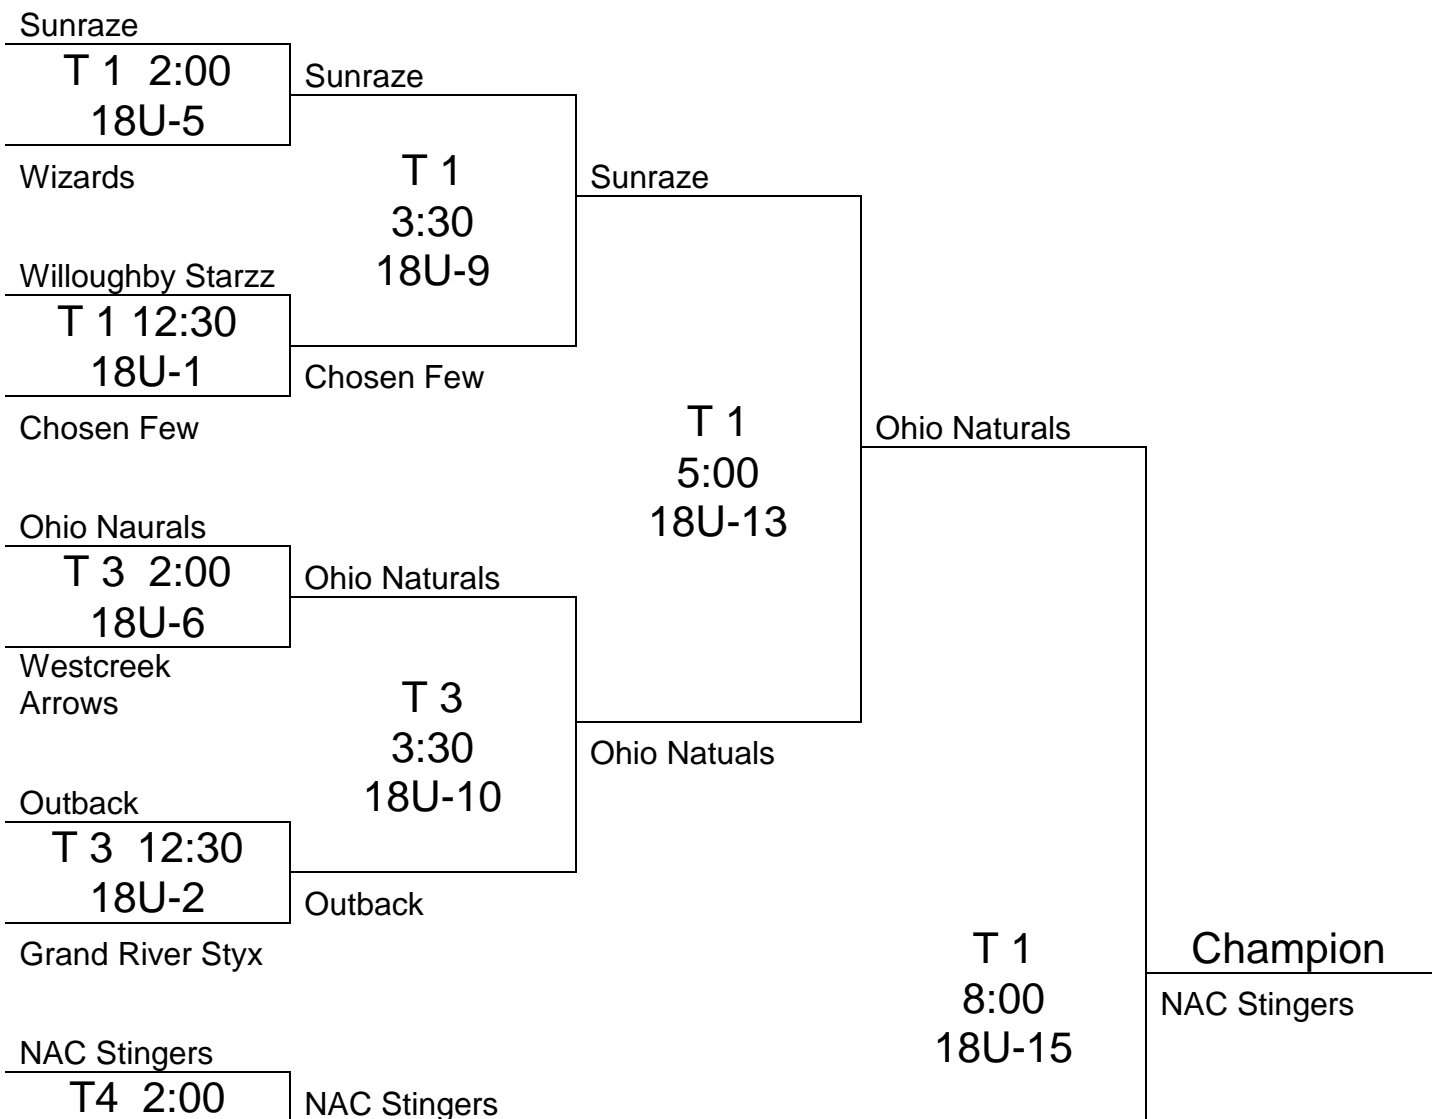 Sunraze
T 1 2:00
18U-5
Wizards
Sunraze
T 1
3:30
18U-9
Sunraze
Willoughby Starzz
T 1 12:30
18U-1
Chosen Few
Chosen Few
T 1
5:00
18U-13
Ohio Naturals
Ohio Naurals
T 3 2:00
18U-6
Westcreek
Arrows
Ohio Naturals
T 3
3:30
18U-10
Ohio Natuals
Outback
T 3 12:30
18U-2
Grand River Styx
Outback
T 1
8:00
18U-15
Champion
NAC Stingers
NAC Stingers
T4 2:00
NAC Stingers